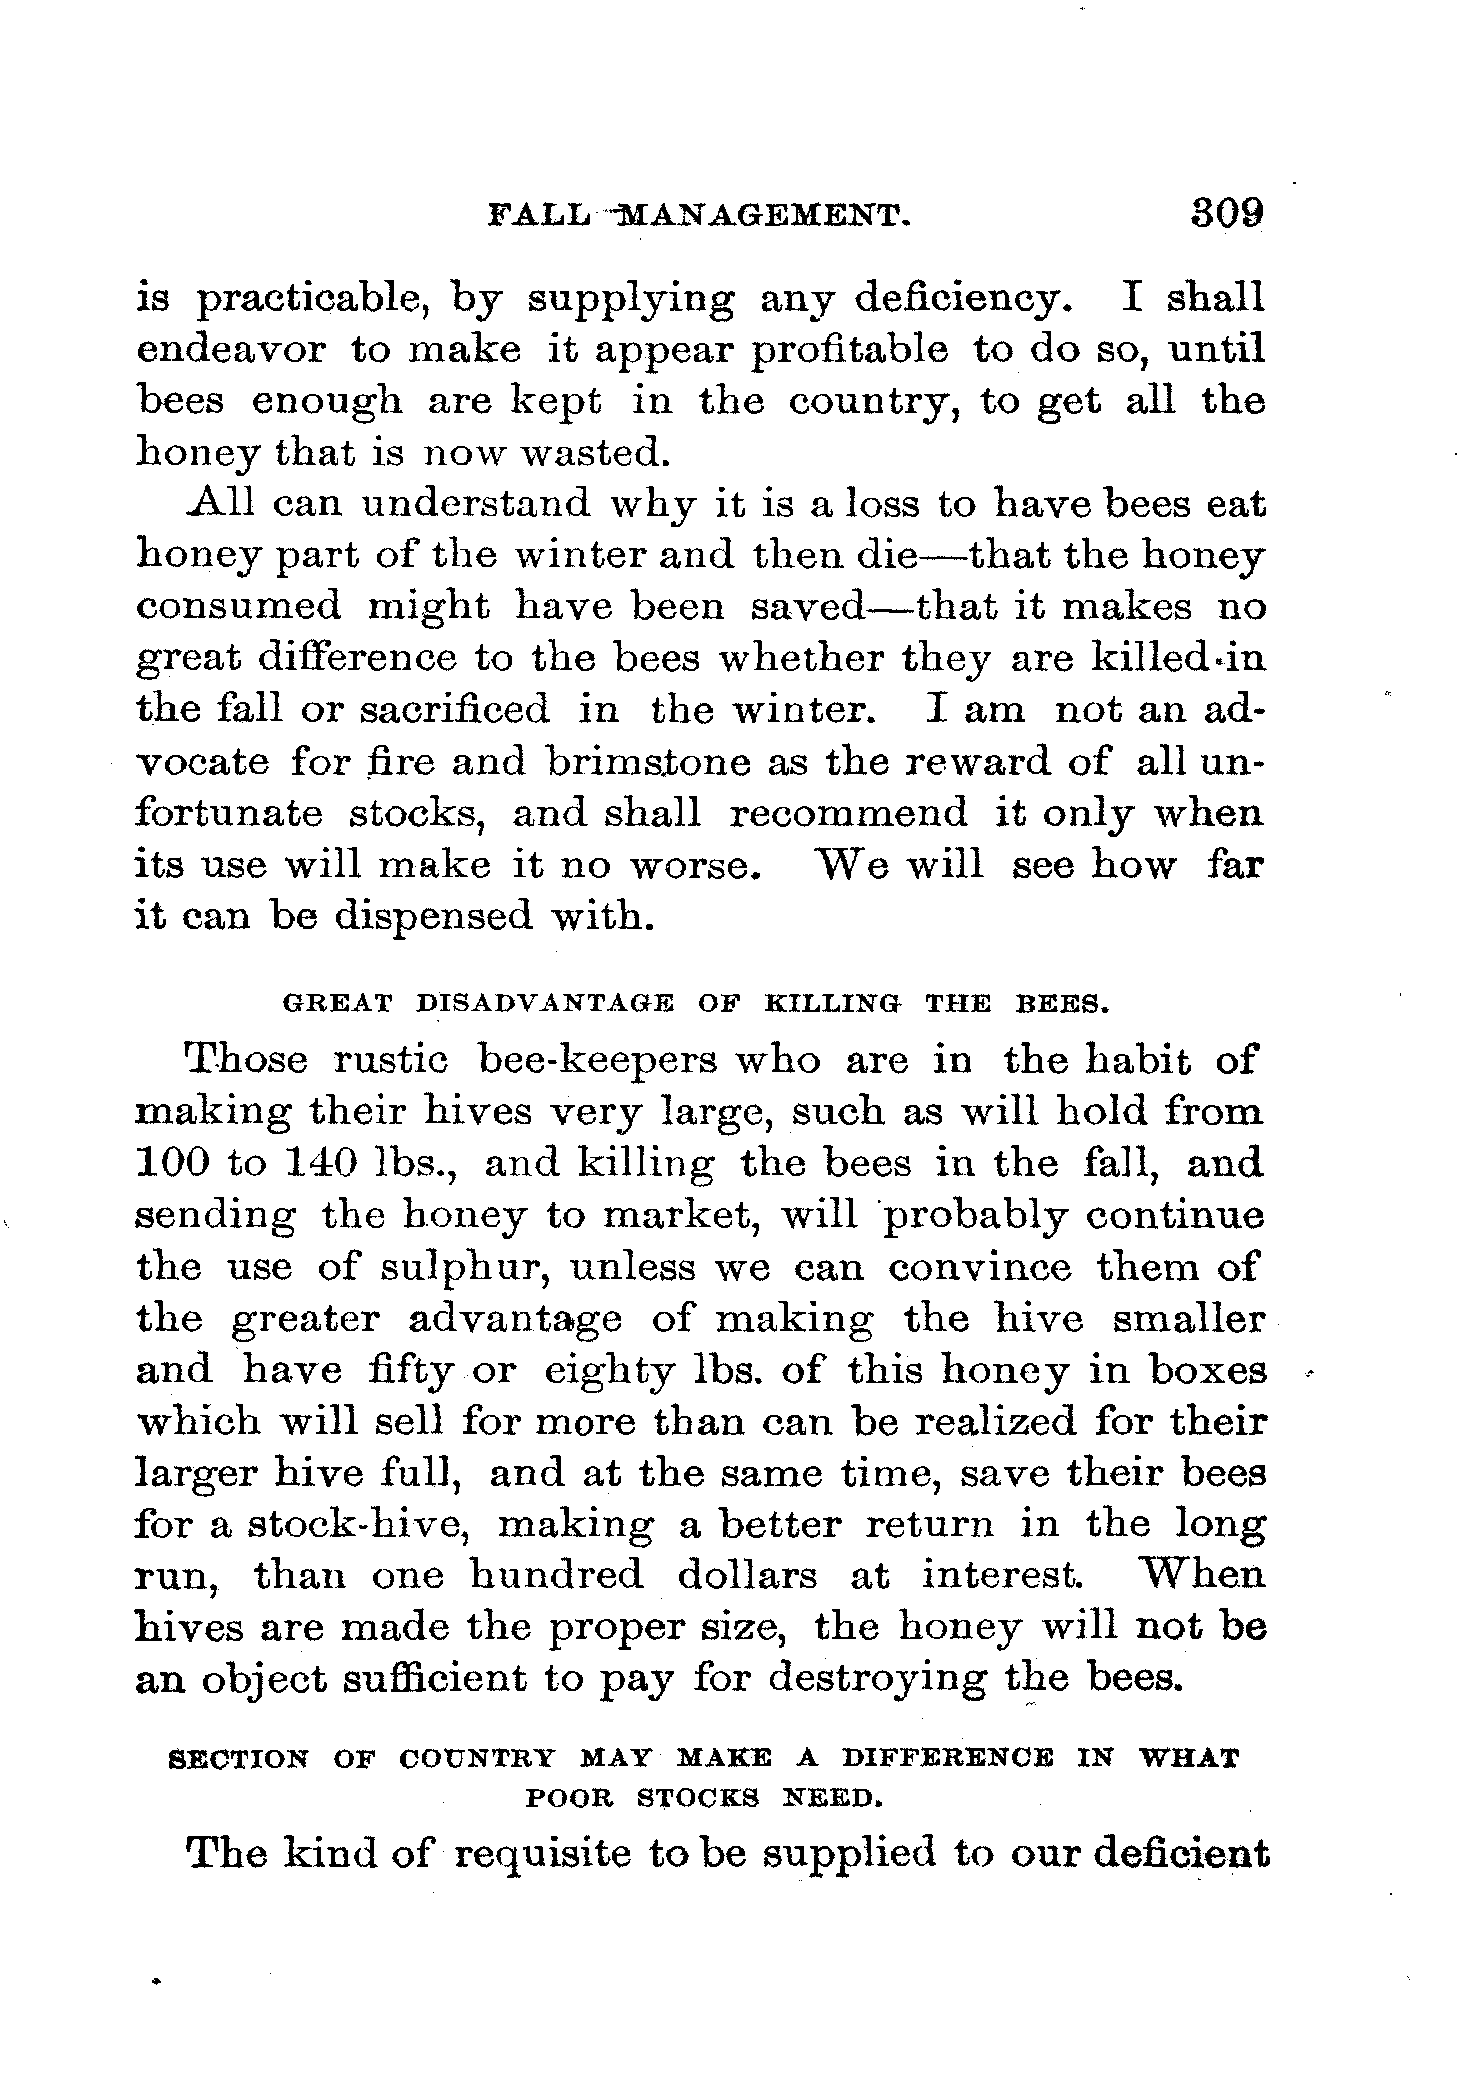 FALL MANAGEMENT. 309
is practicable, by supplying any deficiency. I shall
endeavor to make it appear profitable to do so, until
bees enough are kept in the country, to get all the
honey that is now wasted.
All can understand why it is a loss to have bees eat
honey part of the winter and then die—that the honey
consumed might have been saved—that it makes no
great difference to the bees whether they are killed in
the fall or sacrificed in the winter. I am not an ad-
vocate for fire and brimstone as the reward of all un-
fortunate stocks, and shall recommend it only when
its use will make it no worse. We will see how far
it can be dispensed with.
GREAT DISADVANTAGE OF KILLING THE BEES.
Those rustic bee-keepers who are in the habit of
making their hives very large, such as will hold from
100 to 140 lbs., and killing the bees in the fall, and
sending the honey to market, will probably continue
the use of sulphur, unless we can convince them of
the greater advantage of making the hive smaller
and have fifty or eighty lbs. of this honey in boxes
which will sell for more than can be realized for their
larger hive full, and at the same time, save their bees
for a stock-hive, making a better return in the long
run, than one hundred dollars at interest. When
hives are made the proper size, the honey will not be
an object sufficient to pay for destroying the bees.
SECTION OF COUNTRY MAY MAKE A DIFFERENCE IN WHAT
POOR STOCKS NEED.
The kind of requisite to be supplied to our deficient